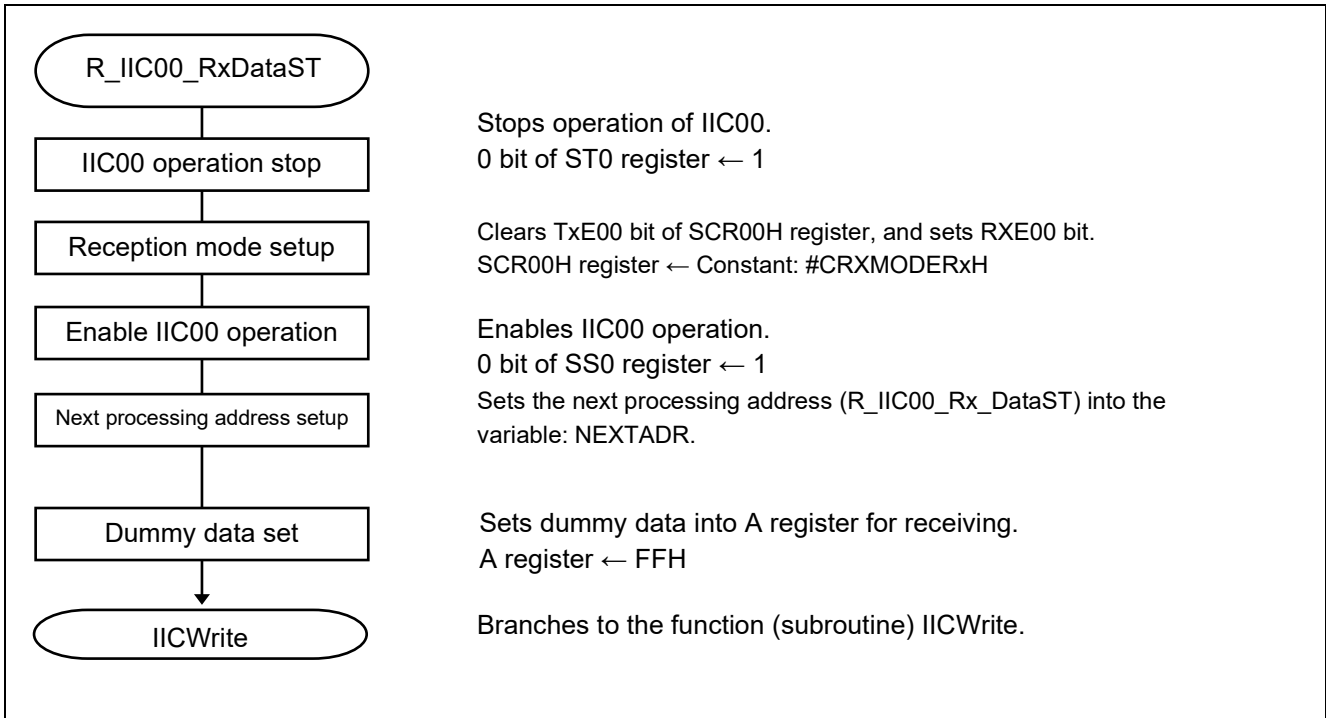 R_IIC00_RxDataST
IIC00 operation stop
Stops operation of IIC00.
0 bit of ST0 register ← 1
Reception mode setup
Clears TxE00 bit of SCR00H register, and sets RXE00 bit.
SCR00H register ← Constant: #CRXMODERxH
Enable IIC00 operation
Enables IIC00 operation.
0 bit of SS0 register ← 1
Next processing address setup
Sets the next processing address (R_IIC00_Rx_DataST) into the
variable: NEXTADR.
Dummy data set
Sets dummy data into A register for receiving.
A register ← FFH
IICWrite
Branches to the function (subroutine) IICWrite.